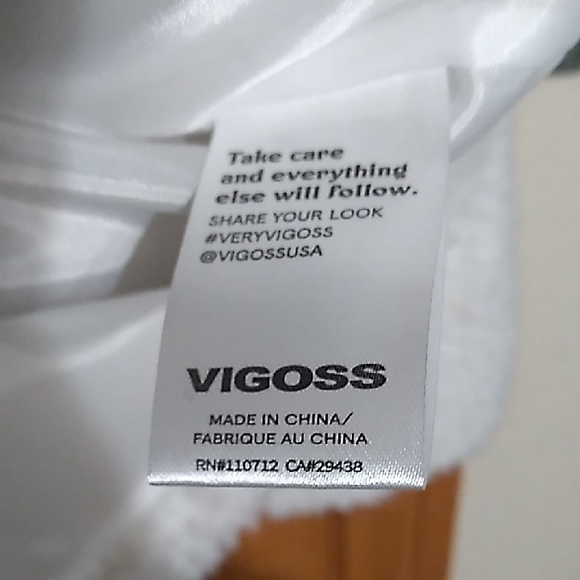 Take care
and everything
else will follow.
SHARE YOUR LOOK
#VERYVIGOSS
@VIGOSSUSA
VIGOSS
MADE IN CHINA/
FABRIQUE AU CHINA
RN#110712 CA#29438